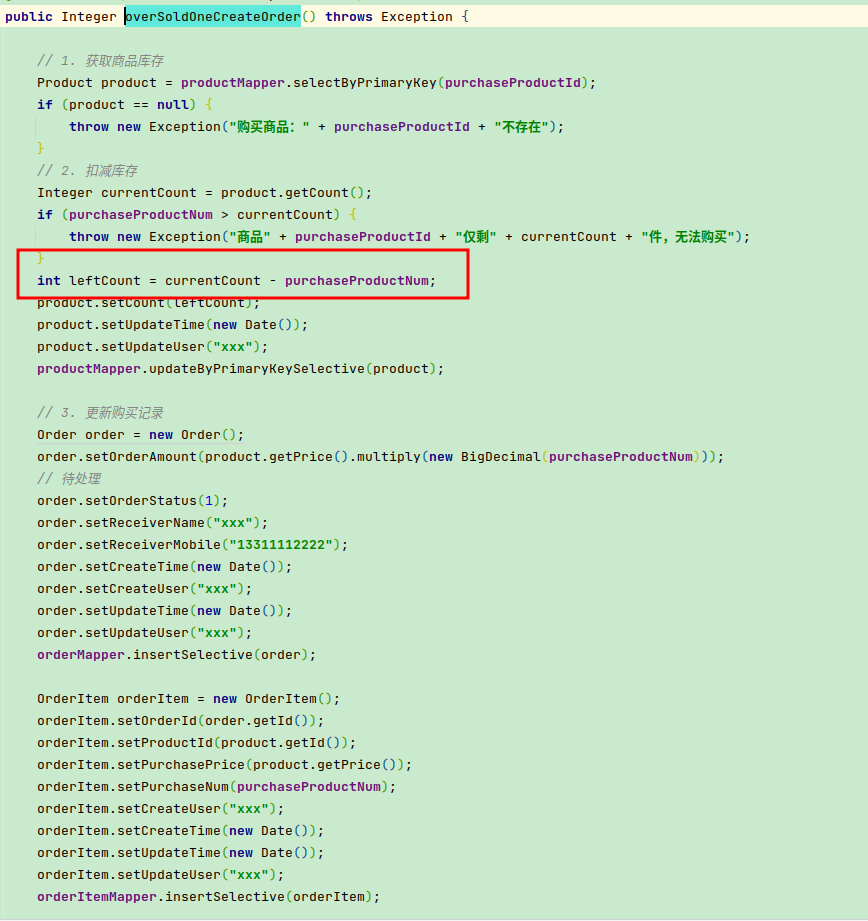 public Integer overSoldOneCreateOrder() throws Exception {
// 1. 获取商品库存
Product product = productMapper.selectByPrimaryKey(purchaseProductId);
if (product == null) {
throw new Exception("购买商品：" + purchaseProductId + "不存在");
}
// 2. 扣减库存
Integer currentCount = product.getCount();
if (purchaseProductNum > currentCount) {
throw new Exception("商品" + purchaseProductId + "仅剩" + currentCount + "件，无法购买");
}
int leftCount = currentCount - purchaseProductNum;
product.setCount(leftCount);
product.setUpdateTime(new Date());
product.setUpdateUser("xxx");
productMapper.updateByPrimaryKeySelective(product);
// 3. 更新购买记录
Order order = new Order();
order.setOrderAmount(product.getPrice().multiply(new BigDecimal(purchaseProductNum)));
// 待处理
order.setOrderStatus(1);
order.setReceiverName("xxx");
order.setReceiverMobile("13311112222");
order.setCreateTime(new Date());
order.setCreateUser("xxx");
order.setUpdateTime(new Date());
order.setUpdateUser("xxx");
orderMapper.insertSelective(order);
OrderItem orderItem = new OrderItem();
orderItem.setOrderId(order.getId());
orderItem.setProductId(product.getId());
orderItem.setPurchasePrice(product.getPrice());
orderItem.setPurchaseNum(purchaseProductNum);
orderItem.setCreateUser("xxx");
orderItem.setCreateTime(new Date());
orderItem.setUpdateTime(new Date());
orderItem.setUpdateUser("xxx");
orderItemMapper.insertSelective(orderItem);